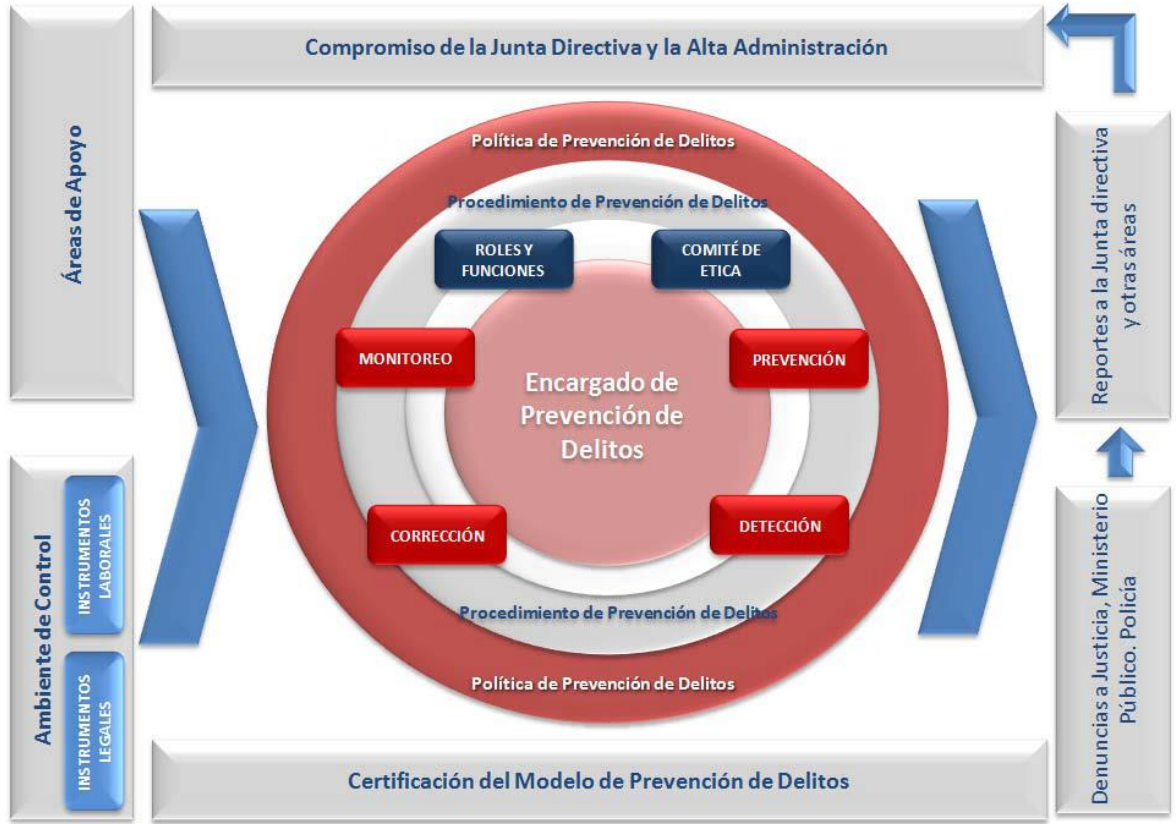 Compromiso de la Junta Directiva y la Alta Administración
Áreas de Apoyo
Ambiente de Control
INSTRUMENTOS
LABORALES
INSTRUMENTOS
LEGALES
Política de Prevención de Delitos
Procedimiento de Prevención de Delitos
ROLES Y
FUNCIONES
COMITÉ DE
ETICA
MONITOREO
PREVENCIÓN
Encargado de
Prevención de
Delitos
CORRECCIÓN
DETECCIÓN
Procedimiento de Prevención de Delitos
Política de Prevención de Delitos
Reportes a la Junta directiva
y otras áreas
Denuncias a Justicia, Ministerio
Público. Policía
Certificación del Modelo de Prevención de Delitos